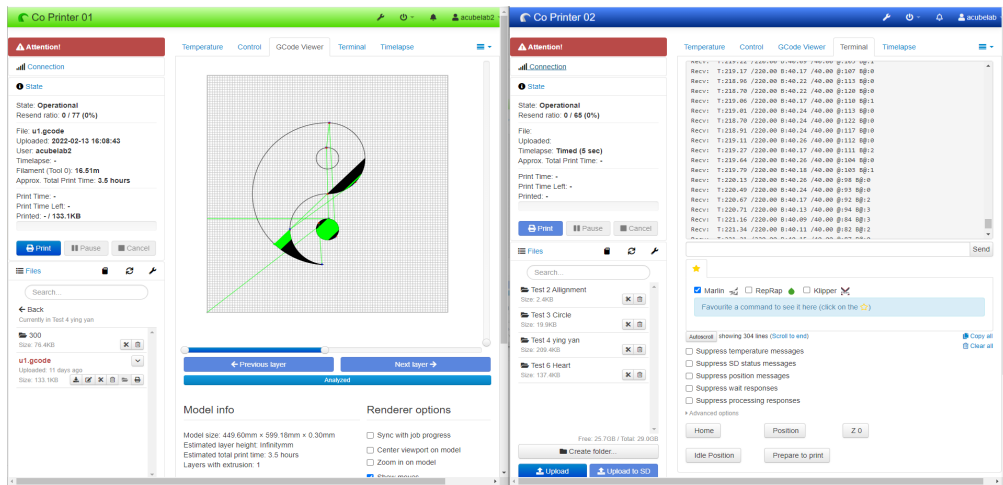 Co Printer 01
acubelab2
Attention!
Connection
State
State: Operational
Resend ratio: 0 / 77 (0%)
File: u1.gcode
Uploaded: 2022-02-13 16:08:43
User: acubelab2
Timelapse: -
Filament (Tool 0): 16.51m
Approx. Total Print Time: 3.5 hours
Print Time: -
Print Time Left: -
Printed: - / 133.1KB
Print
Pause
Cancel
Files
Search...
Back
Currently in Test 4 ying yan
300
Size: 76.4KB
u1.gcode
Uploaded: 11 days ago
Size: 133.1KB
Temperature
Control
GCode Viewer
Terminal
Timelapse
Previous layer
Next layer
Analyzed
Model info
Model size: 449.60mm × 599.18mm × 0.30mm
Estimated layer height: Infinitymm
Estimated total print time: 3.5 hours
Layers with extrusion: 1
Renderer options
Sync with job progress
Center viewport on model
Zoom in on model
Show moves
Co Printer 02
acubelab
Attention!
Connection
State
State: Operational
Resend ratio: 0 / 65 (0%)
File:
Uploaded:
Timelapse: Timed (5 sec)
Approx. Total Print Time: -
Print Time: -
Print Time Left: -
Printed: -
Print
Pause
Cancel
Files
Search...
Test 2 Allignment
Size: 2.4KB
Test 3 Circle
Size: 19.9KB
Test 4 ying yan
Size: 209.4KB
Test 6 Heart
Size: 137.4KB
Free: 25.7GB / Total: 29.0GB
Create folder...
Upload
Upload to SD
Temperature
Control
GCode Viewer
Terminal
Timelapse
Recv: T:219.22 /220.00 B:40.09 /40.00 @:105 B@:1
Recv: T:219.17 /220.00 B:40.17 /40.00 @:107 B@:0
Recv: T:218.96 /220.00 B:40.22 /40.00 @:113 B@:0
Recv: T:218.70 /220.00 B:40.22 /40.00 @:120 B@:0
Recv: T:219.06 /220.00 B:40.17 /40.00 @:110 B@:1
Recv: T:219.01 /220.00 B:40.24 /40.00 @:113 B@:0
Recv: T:218.70 /220.00 B:40.24 /40.00 @:122 B@:0
Recv: T:218.91 /220.00 B:40.24 /40.00 @:117 B@:0
Recv: T:219.11 /220.00 B:40.26 /40.00 @:112 B@:0
Recv: T:219.27 /220.00 B:40.17 /40.00 @:111 B@:2
Recv: T:219.64 /220.00 B:40.26 /40.00 @:104 B@:0
Recv: T:219.79 /220.00 B:40.18 /40.00 @:103 B@:1
Recv: T:220.13 /220.00 B:40.26 /40.00 @:98 B@:0
Recv: T:220.49 /220.00 B:40.24 /40.00 @:93 B@:0
Recv: T:220.67 /220.00 B:40.17 /40.00 @:92 B@:2
Recv: T:220.71 /220.00 B:40.13 /40.00 @:94 B@:3
Recv: T:221.16 /220.00 B:40.09 /40.00 @:84 B@:3
Recv: T:221.34 /220.00 B:40.11 /40.00 @:82 B@:2
Send
Marlin
RepRap
Klipper
Favourite a command to see it here (click on the ☆)
Autoscroll
showing 304 lines (Scroll to end)
Copy all
Clear all
Suppress temperature messages
Suppress SD status messages
Suppress position messages
Suppress wait responses
Suppress processing responses
Advanced options
Home
Position
Z 0
Idle Position
Prepare to print